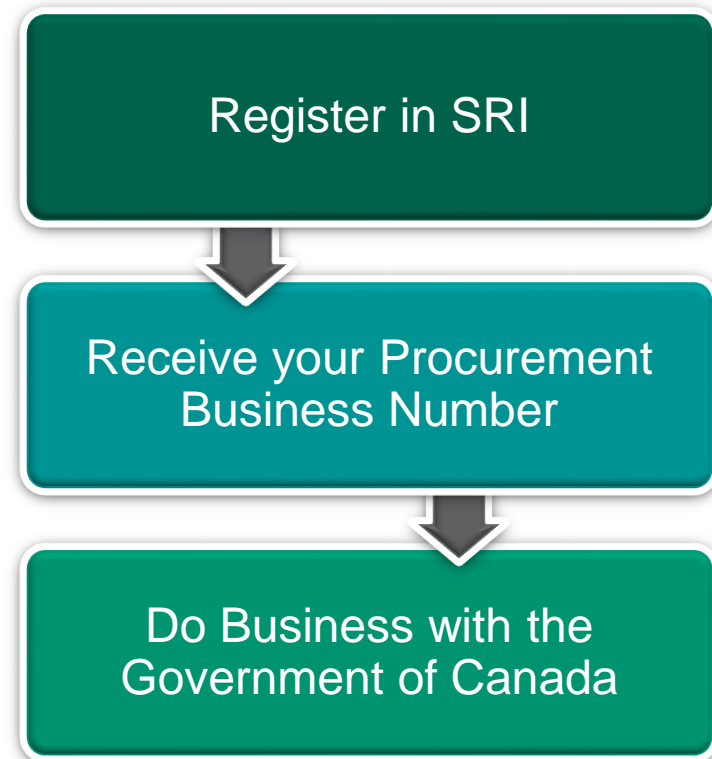 Register in SRI
Receive your Procurement
Business Number
Do Business with the
Government of Canada